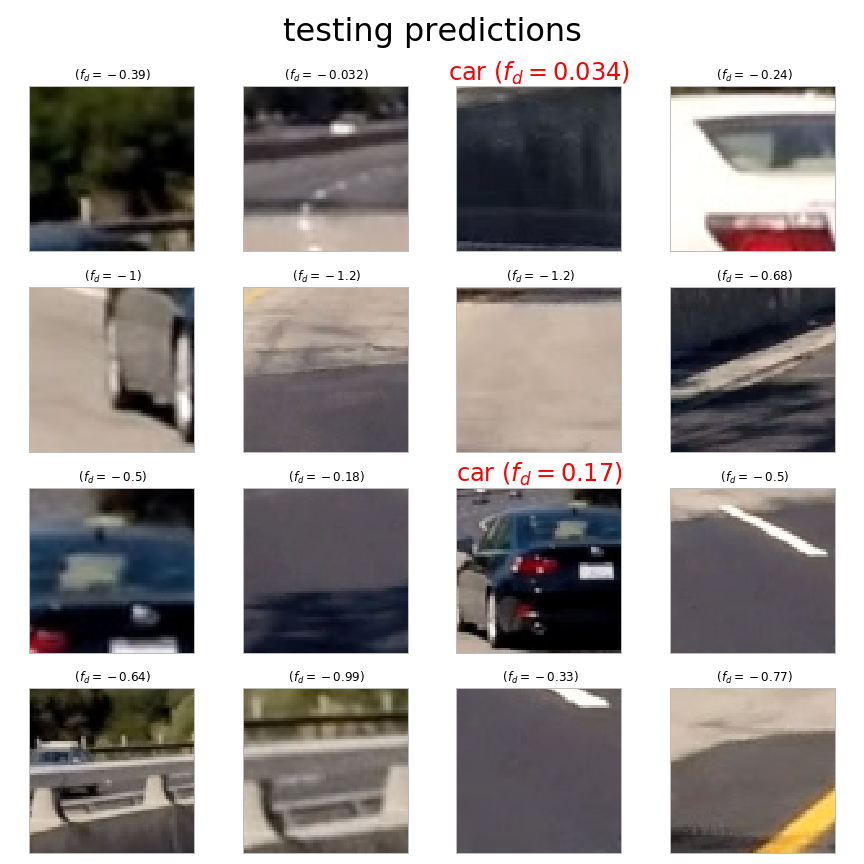 testing predictions
(f_d = −0.39)
(f_d = −0.032)
car (f_d = 0.034)
(f_d = −0.24)
(f_d = −1)
(f_d = −1.2)
(f_d = −1.2)
(f_d = −0.68)
(f_d = −0.5)
(f_d = −0.18)
car (f_d = 0.17)
(f_d = −0.5)
(f_d = −0.64)
(f_d = −0.99)
(f_d = −0.33)
(f_d = −0.77)